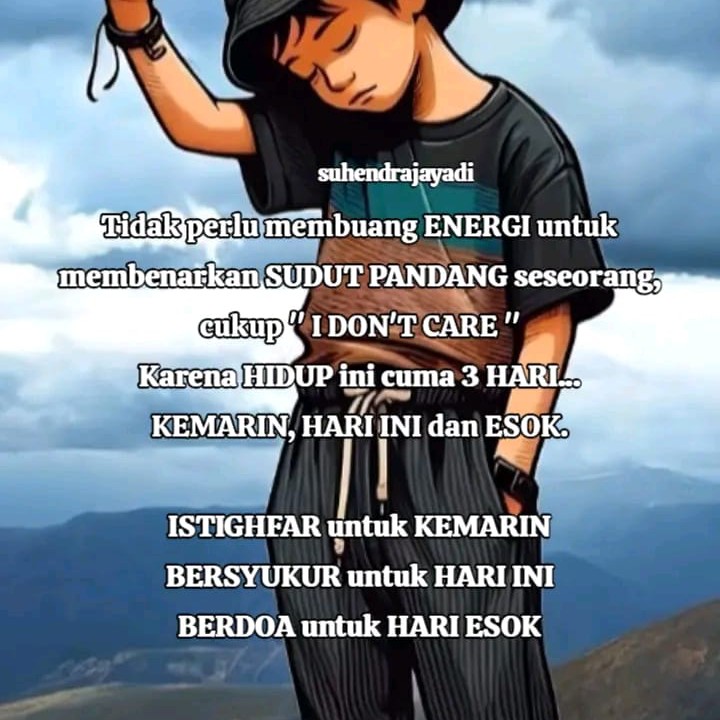 suhendrajayadi
Tidak perlu membuang ENERGI untuk
membenarkan SUDUT PANDANG seseorang,
cukup " I DON'T CARE "
Karena HIDUP ini cuma 3 HARI...
KEMARIN, HARI INI dan ESOK.
ISTIGHFAR untuk KEMARIN
BERSYUKUR untuk HARI INI
BERDOA untuk HARI ESOK